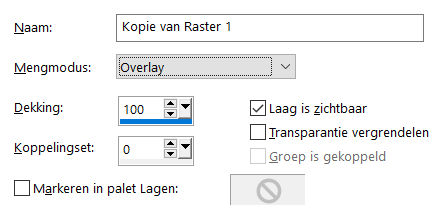 Naam: Kopie van Raster 1
Mengmodus: Overlay
Dekking: 100
Laag is zichtbaar
Transparantie vergrendelen
Koppelingset: 0
Groep is gekoppeld
Markeren in palet Lagen: